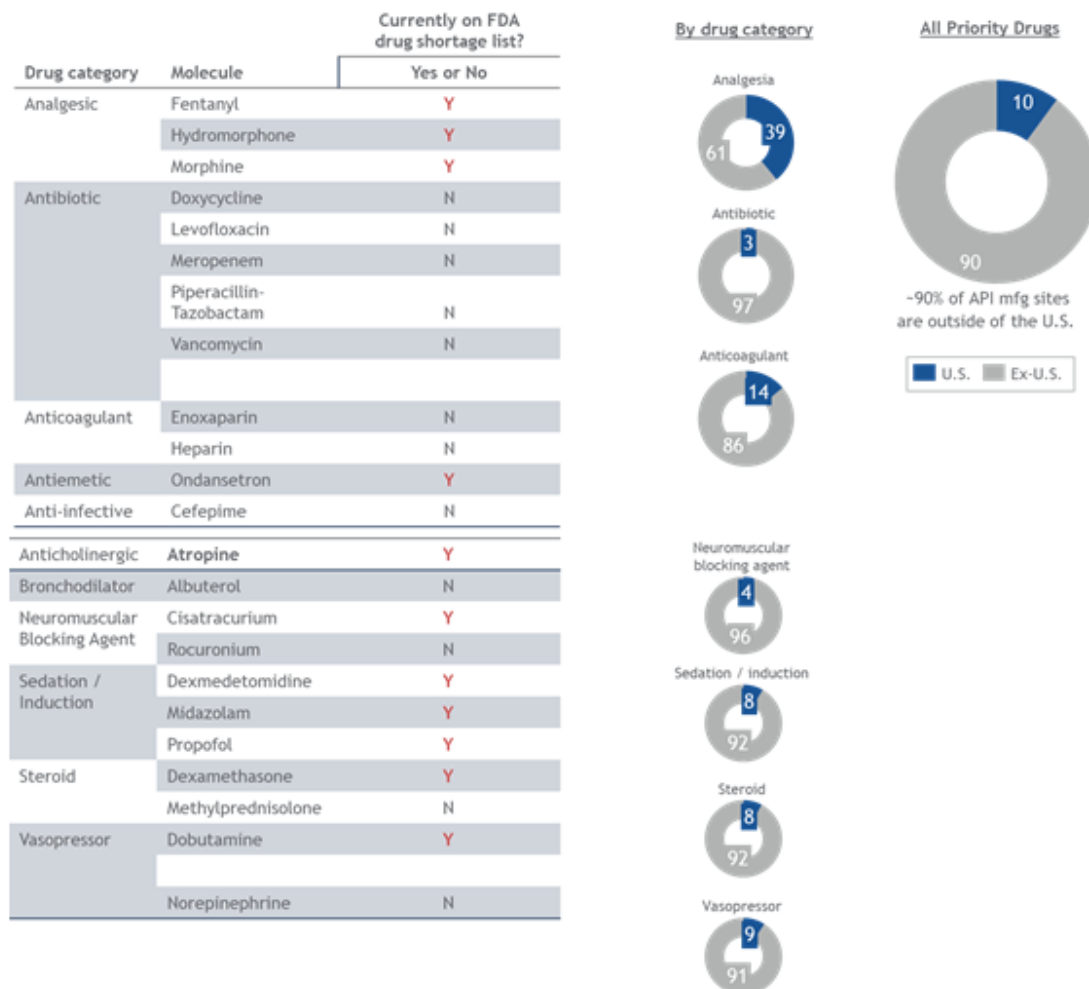 Currently on FDA
drug shortage list?
Drug category Molecule Yes or No
Analgesic Fentanyl Y
Hydromorphone Y
Morphine Y
Antibiotic Doxycycline N
Levofloxacin N
Meropenem N
Piperacillin-
Tazobactam N
Vancomycin N
Anticoagulant Enoxaparin N
Heparin N
Antiemetic Ondansetron Y
Anti-infective Cefepime N
Anticholinergic Atropine Y
Bronchodilator Albuterol N
Neuromuscular Cisatracurium Y
Blocking Agent Rocuronium N
Sedation / Dexmedetomidine Y
Induction Midazolam Y
Propofol Y
Steroid Dexamethasone Y
Methylprednisolone N
Vasopressor Dobutamine Y
Norepinephrine N
By drug category
Analgesia
39
61
Antibiotic
3
97
Anticoagulant
14
86
Neuromuscular
blocking agent
4
96
Sedation / induction
8
92
Steroid
8
92
Vasopressor
9
91
All Priority Drugs
10
90
~90% of API mfg sites
are outside of the U.S.
U.S. Ex-U.S.